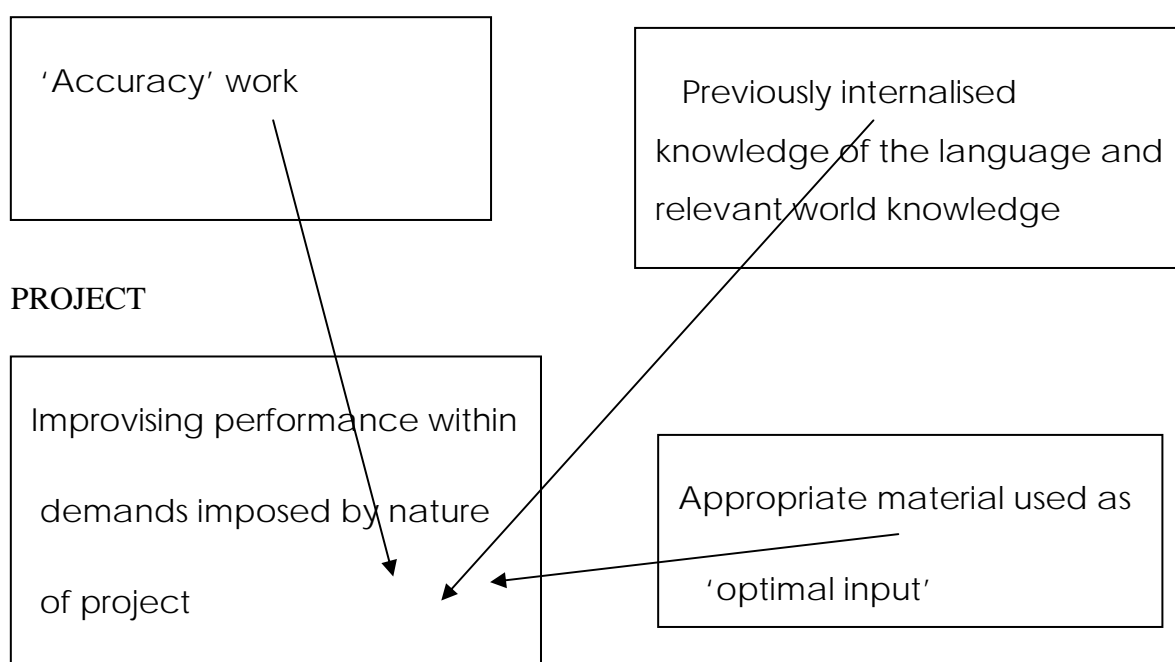 ‘Accuracy’ work
Previously internalised
knowledge of the language and
relevant world knowledge
PROJECT
Improvising performance within
demands imposed by nature
of project
Appropriate material used as
‘optimal input’